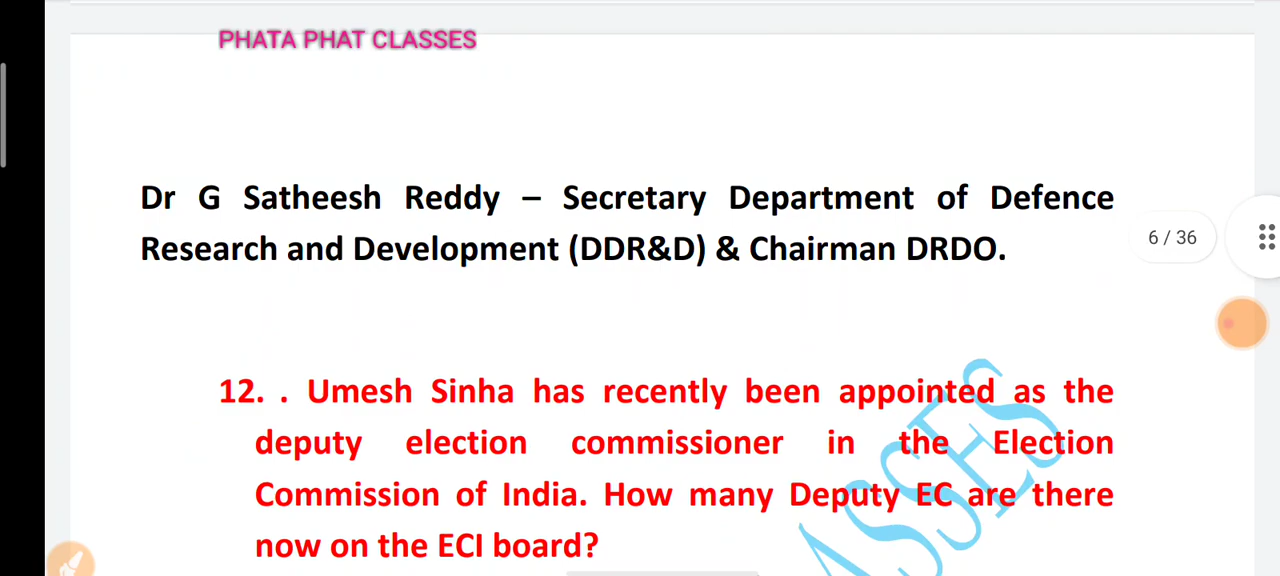 PHATA PHAT CLASSES
Dr G Satheesh Reddy – Secretary Department of Defence
Research and Development (DDR&D) & Chairman DRDO.
6 / 36
12. . Umesh Sinha has recently been appointed as the
deputy election commissioner in the Election
Commission of India. How many Deputy EC are there
now on the ECI board?
ASSES